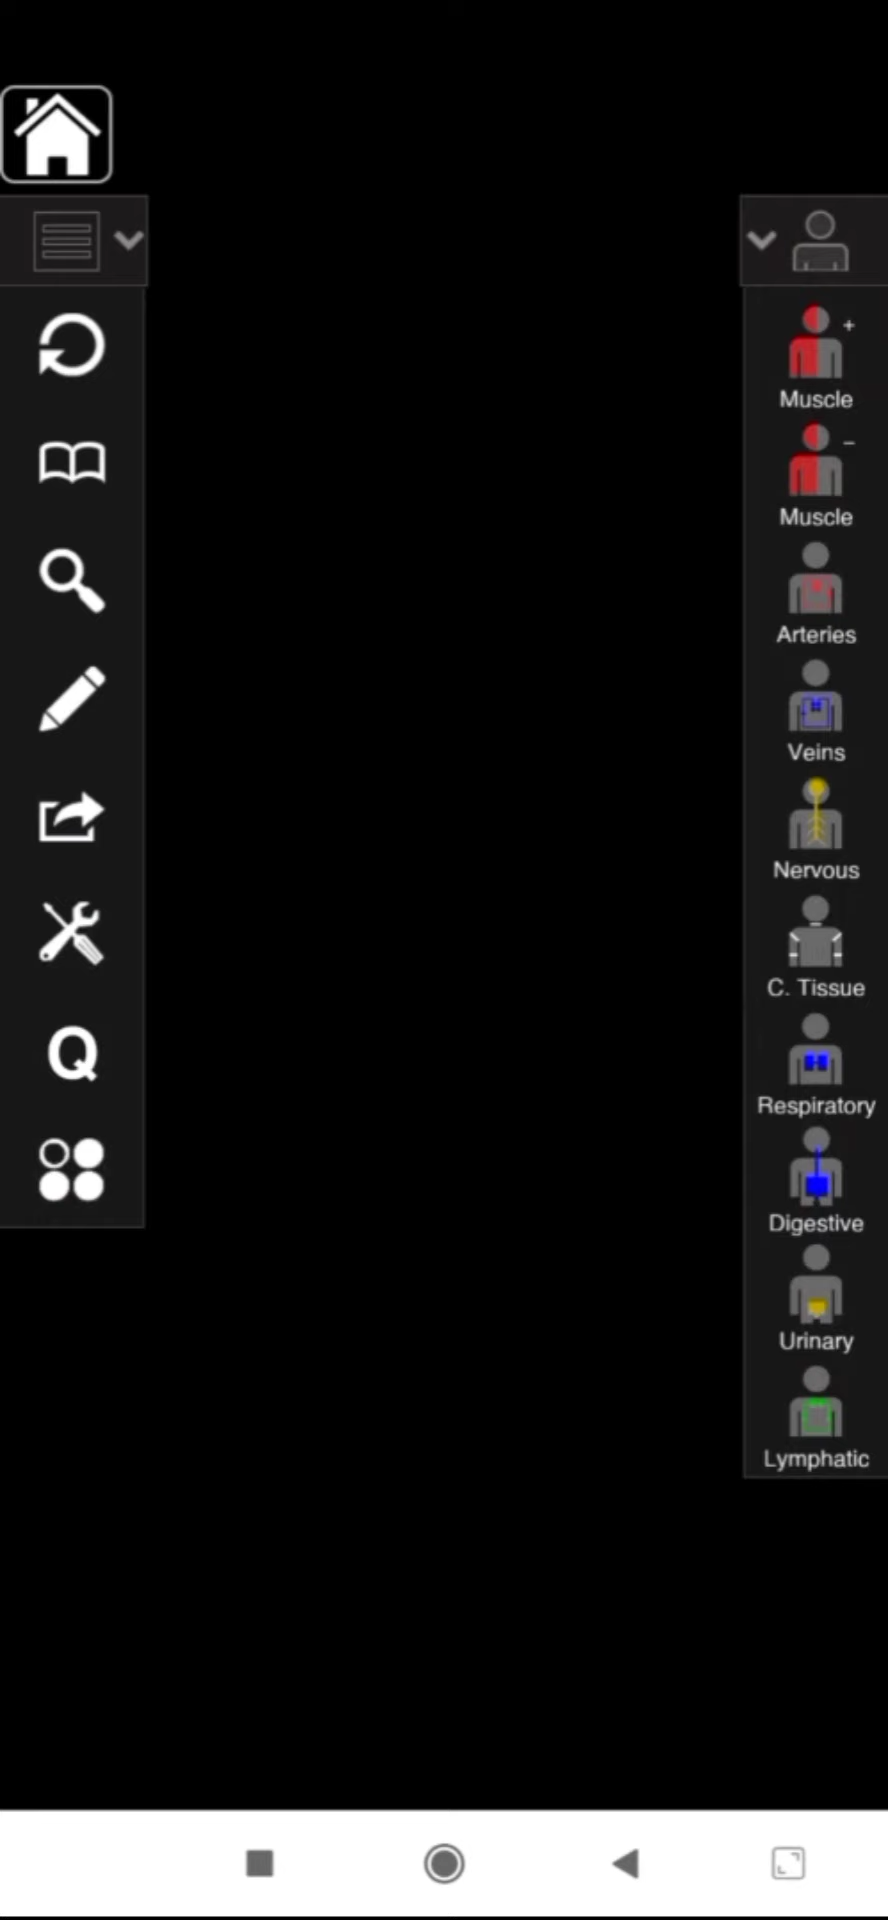 +
Muscle
−
Muscle
Arteries
Veins
Nervous
C. Tissue
Respiratory
Q
Digestive
Urinary
Lymphatic